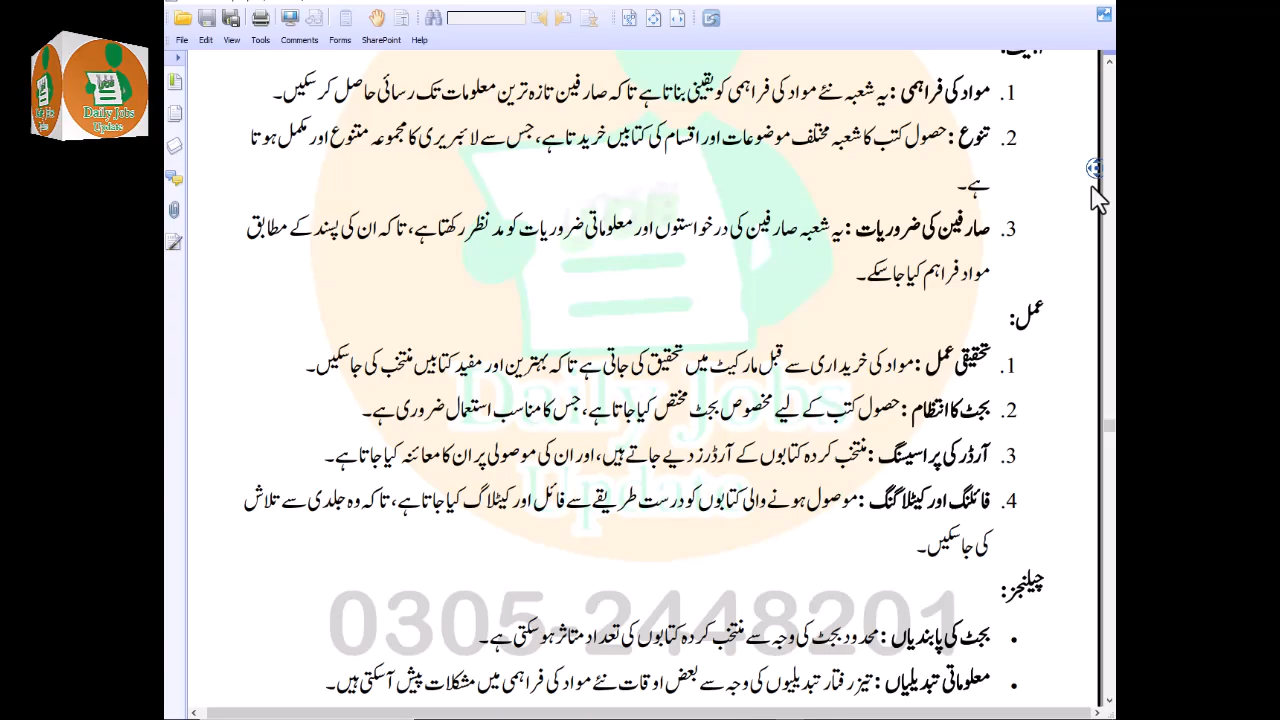 File Edit View Tools Comments Forms SharePoint Help
Daily Jobs
Update
1. مواد کی فراہمی: یہ شعبہ نئے مواد کی فراہمی کو یقینی بناتا ہے تاکہ صارفین تازہ ترین معلومات تک رسائی حاصل کر سکیں۔
2. تنوع: حصول کتب کا شعبہ مختلف موضوعات اور اقسام کی کتابیں خریدتا ہے، جس سے لائبریری کا مجموعہ متنوع اور مکمل ہوتا
ہے۔
3. صارفین کی ضروریات: یہ شعبہ صارفین کی درخواستوں اور معلوماتی ضروریات کو مد نظر رکھتا ہے، تاکہ ان کی پسند کے مطابق
مواد فراہم کیا جا سکے۔
عمل:
1. تحقیقی عمل: مواد کی خریداری سے قبل مارکیٹ میں تحقیق کی جاتی ہے تاکہ بہترین اور مفید کتابیں منتخب کی جا سکیں۔
2. بجٹ کا انتظام: حصول کتب کے لیے مخصوص بجٹ مختص کیا جاتا ہے، جس کا مناسب استعمال ضروری ہے۔
3. آرڈر کی پراسیسنگ: منتخب کردہ کتابوں کے آرڈرز دیے جاتے ہیں، اور ان کی موصولی پر ان کا معائنہ کیا جاتا ہے۔
4. فائلنگ اور کیٹلاگنگ: موصول ہونے والی کتابوں کو درست طریقے سے فائل اور کیٹلاگ کیا جاتا ہے، تاکہ وہ جلدی سے تلاش
کی جا سکیں۔
چیلنجز:
• بجٹ کی پابندیاں: محدود بجٹ کی وجہ سے منتخب کردہ کتابوں کی تعداد متاثر ہو سکتی ہے۔
• معلوماتی تبدیلیاں: تیز رفتار تبدیلیوں کی وجہ سے بعض اوقات نئے مواد کی فراہمی میں مشکلات پیش آ سکتی ہیں۔
Daily Jobs
Update
0305-2448201